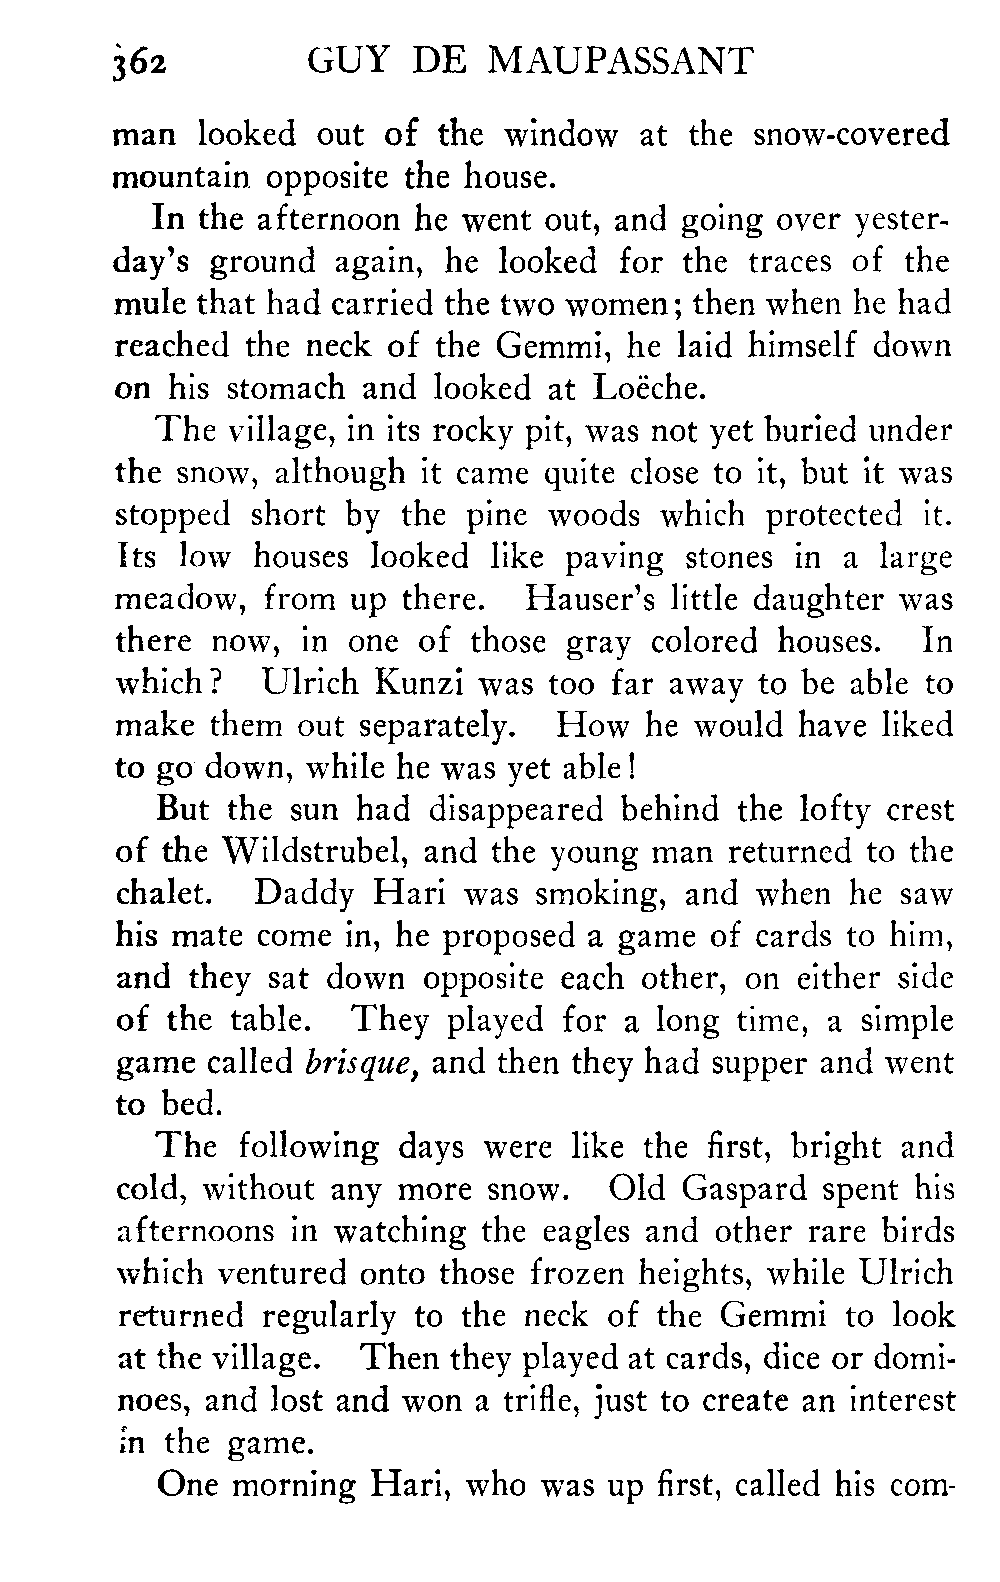 362 GUY DE MAUPASSANT
man looked out of the window at the snow-covered
mountain opposite the house.
In the afternoon he went out, and going over yester-
day's ground again, he looked for the traces of the
mule that had carried the two women; then when he had
reached the neck of the Gemmi, he laid himself down
on his stomach and looked at Loëche.
The village, in its rocky pit, was not yet buried under
the snow, although it came quite close to it, but it was
stopped short by the pine woods which protected it.
Its low houses looked like paving stones in a large
meadow, from up there. Hauser's little daughter was
there now, in one of those gray colored houses. In
which? Ulrich Kunzi was too far away to be able to
make them out separately. How he would have liked
to go down, while he was yet able!
But the sun had disappeared behind the lofty crest
of the Wildstrubel, and the young man returned to the
chalet. Daddy Hari was smoking, and when he saw
his mate come in, he proposed a game of cards to him,
and they sat down opposite each other, on either side
of the table. They played for a long time, a simple
game called brisque, and then they had supper and went
to bed.
The following days were like the first, bright and
cold, without any more snow. Old Gaspard spent his
afternoons in watching the eagles and other rare birds
which ventured onto those frozen heights, while Ulrich
returned regularly to the neck of the Gemmi to look
at the village. Then they played at cards, dice or domi-
noes, and lost and won a trifle, just to create an interest
in the game.
One morning Hari, who was up first, called his com-